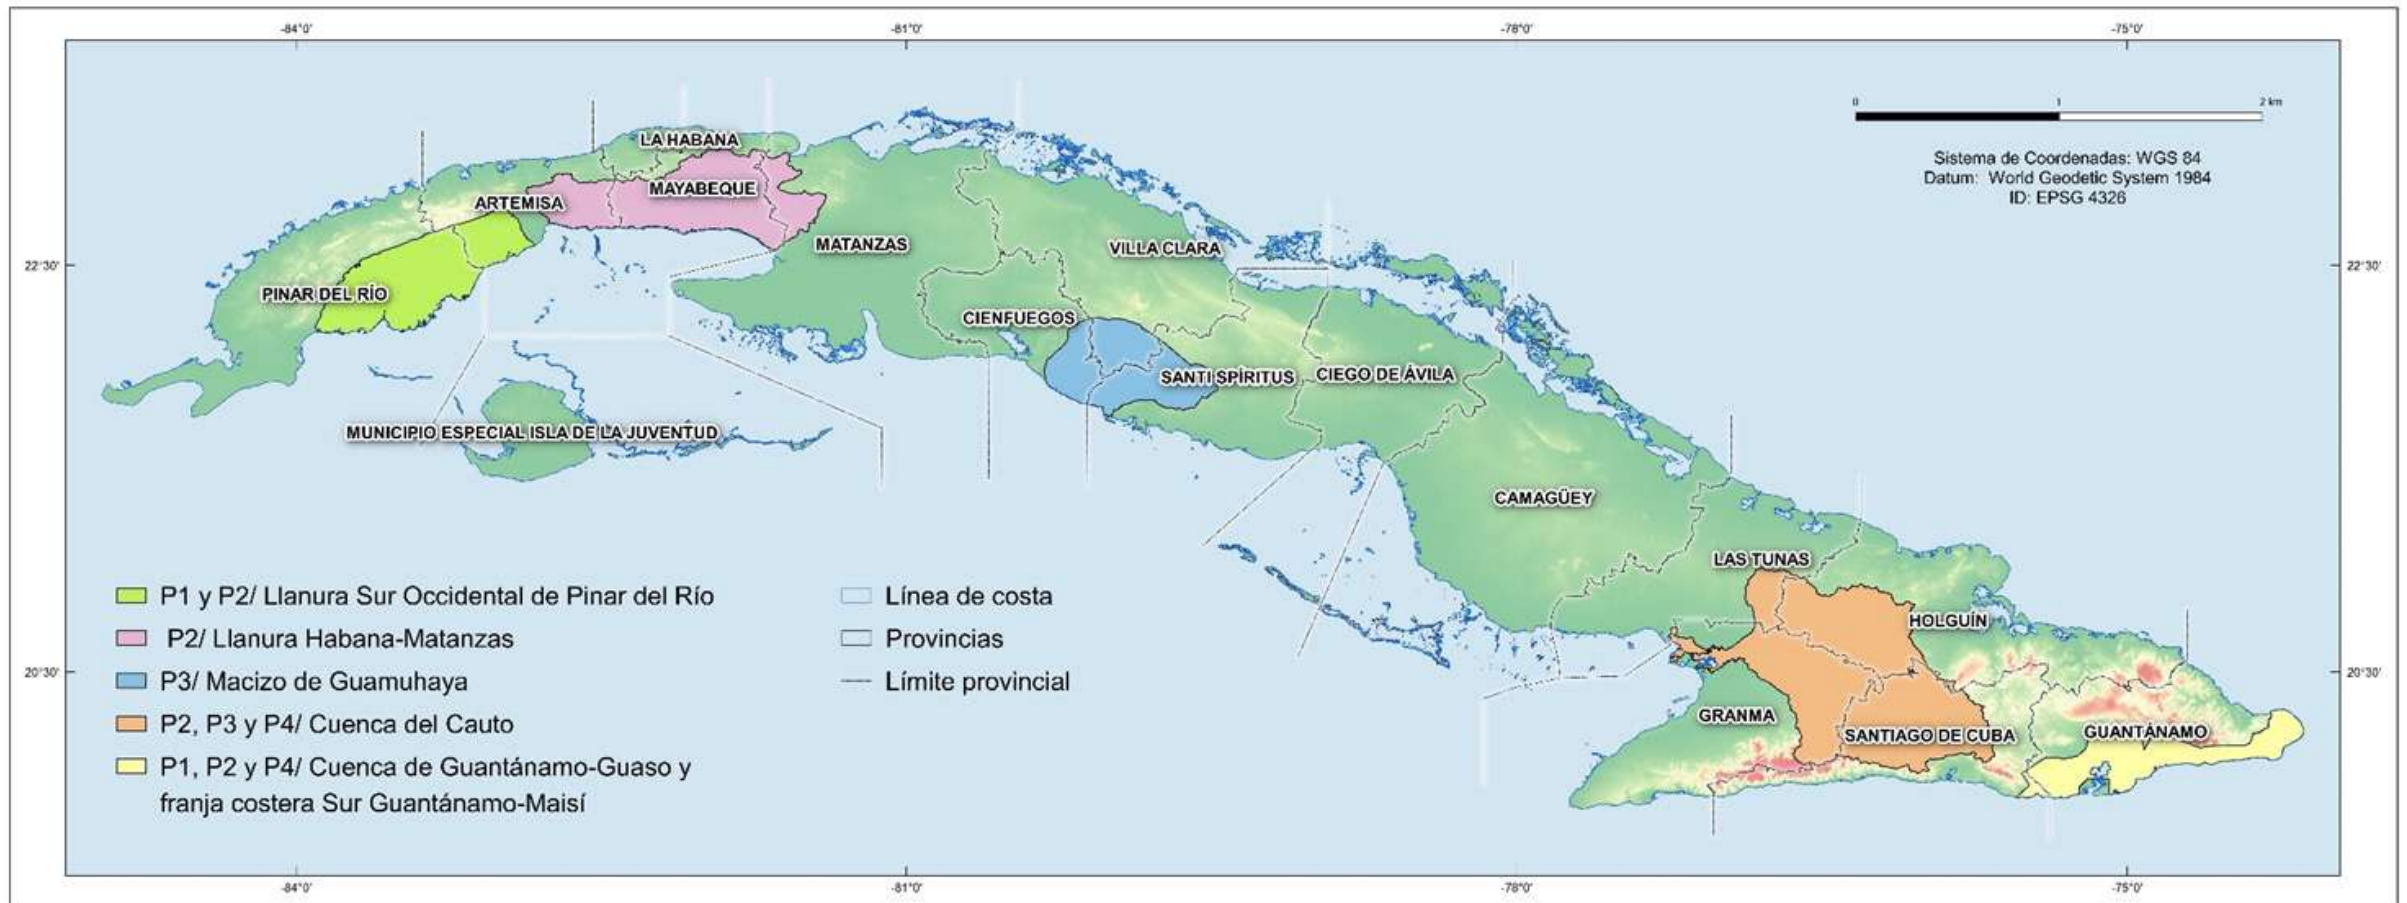 -84°0'
-81°0'
-78°0'
-75°0'
0
1
2 km
Sistema de Coordenadas: WGS 84
Datum: World Geodetic System 1984
ID: EPSG 4326
LA HABANA
MAYABEQUE
ARTEMISA
MATANZAS
VILLA CLARA
22°30'
22°30'
PINAR DEL RÍO
CIENFUEGOS
SANTI SPÍRITUS
CIEGO DE ÁVILA
MUNICIPIO ESPECIAL ISLA DE LA JUVENTUD
CAMAGÜEY
LAS TUNAS
HOLGUÍN
20°30'
20°30'
GRANMA
SANTIAGO DE CUBA
GUANTÁNAMO
P1 y P2/ Llanura Sur Occidental de Pinar del Río
P2/ Llanura Habana-Matanzas
P3/ Macizo de Guamuhaya
P2, P3 y P4/ Cuenca del Cauto
P1, P2 y P4/ Cuenca de Guantánamo-Guaso y
franja costera Sur Guantánamo-Maisí
Línea de costa
Provincias
Límite provincial
-84°0'
-81°0'
-78°0'
-75°0'